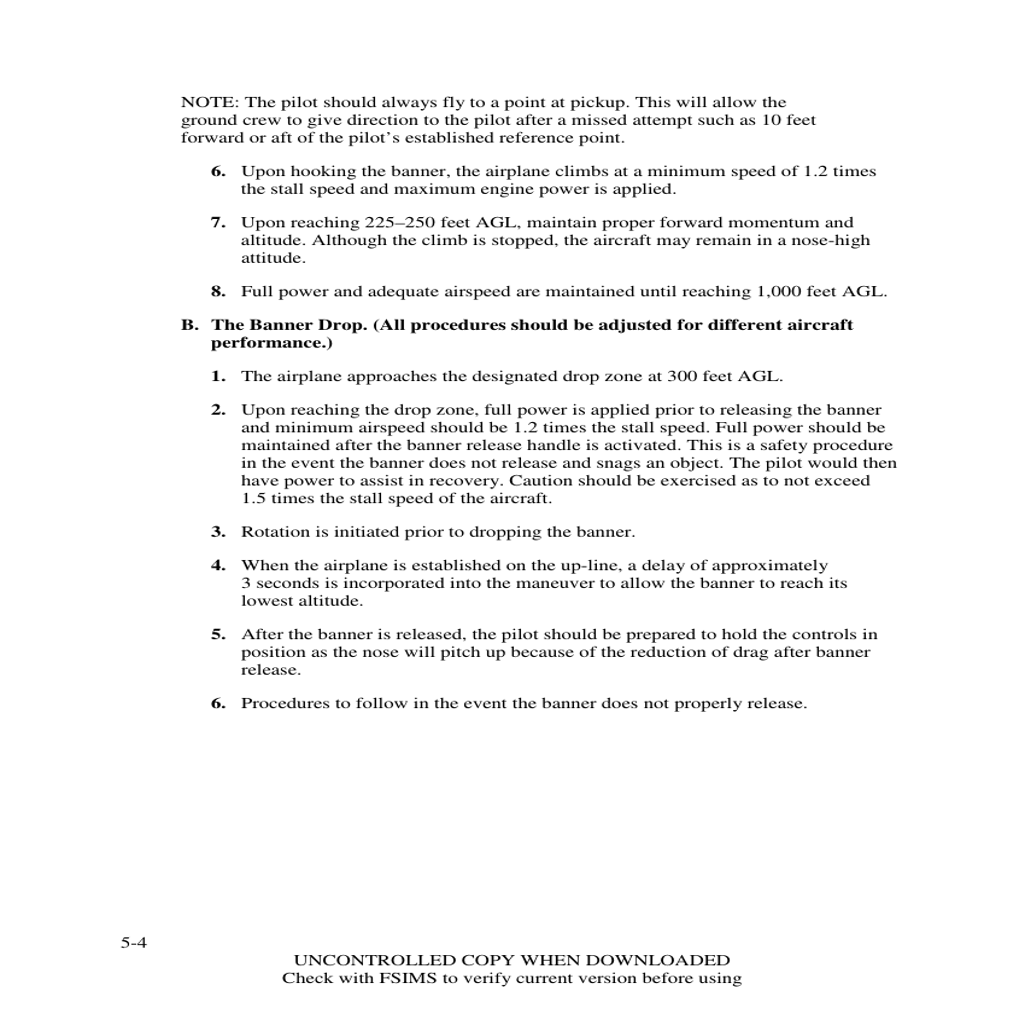 NOTE: The pilot should always fly to a point at pickup. This will allow the
ground crew to give direction to the pilot after a missed attempt such as 10 feet
forward or aft of the pilot’s established reference point.
6. Upon hooking the banner, the airplane climbs at a minimum speed of 1.2 times
the stall speed and maximum engine power is applied.
7. Upon reaching 225–250 feet AGL, maintain proper forward momentum and
altitude. Although the climb is stopped, the aircraft may remain in a nose-high
attitude.
8. Full power and adequate airspeed are maintained until reaching 1,000 feet AGL.
B. The Banner Drop. (All procedures should be adjusted for different aircraft
performance.)
1. The airplane approaches the designated drop zone at 300 feet AGL.
2. Upon reaching the drop zone, full power is applied prior to releasing the banner
and minimum airspeed should be 1.2 times the stall speed. Full power should be
maintained after the banner release handle is activated. This is a safety procedure
in the event the banner does not release and snags an object. The pilot would then
have power to assist in recovery. Caution should be exercised as to not exceed
1.5 times the stall speed of the aircraft.
3. Rotation is initiated prior to dropping the banner.
4. When the airplane is established on the up-line, a delay of approximately
3 seconds is incorporated into the maneuver to allow the banner to reach its
lowest altitude.
5. After the banner is released, the pilot should be prepared to hold the controls in
position as the nose will pitch up because of the reduction of drag after banner
release.
6. Procedures to follow in the event the banner does not properly release.
5-4
UNCONTROLLED COPY WHEN DOWNLOADED
Check with FSIMS to verify current version before using